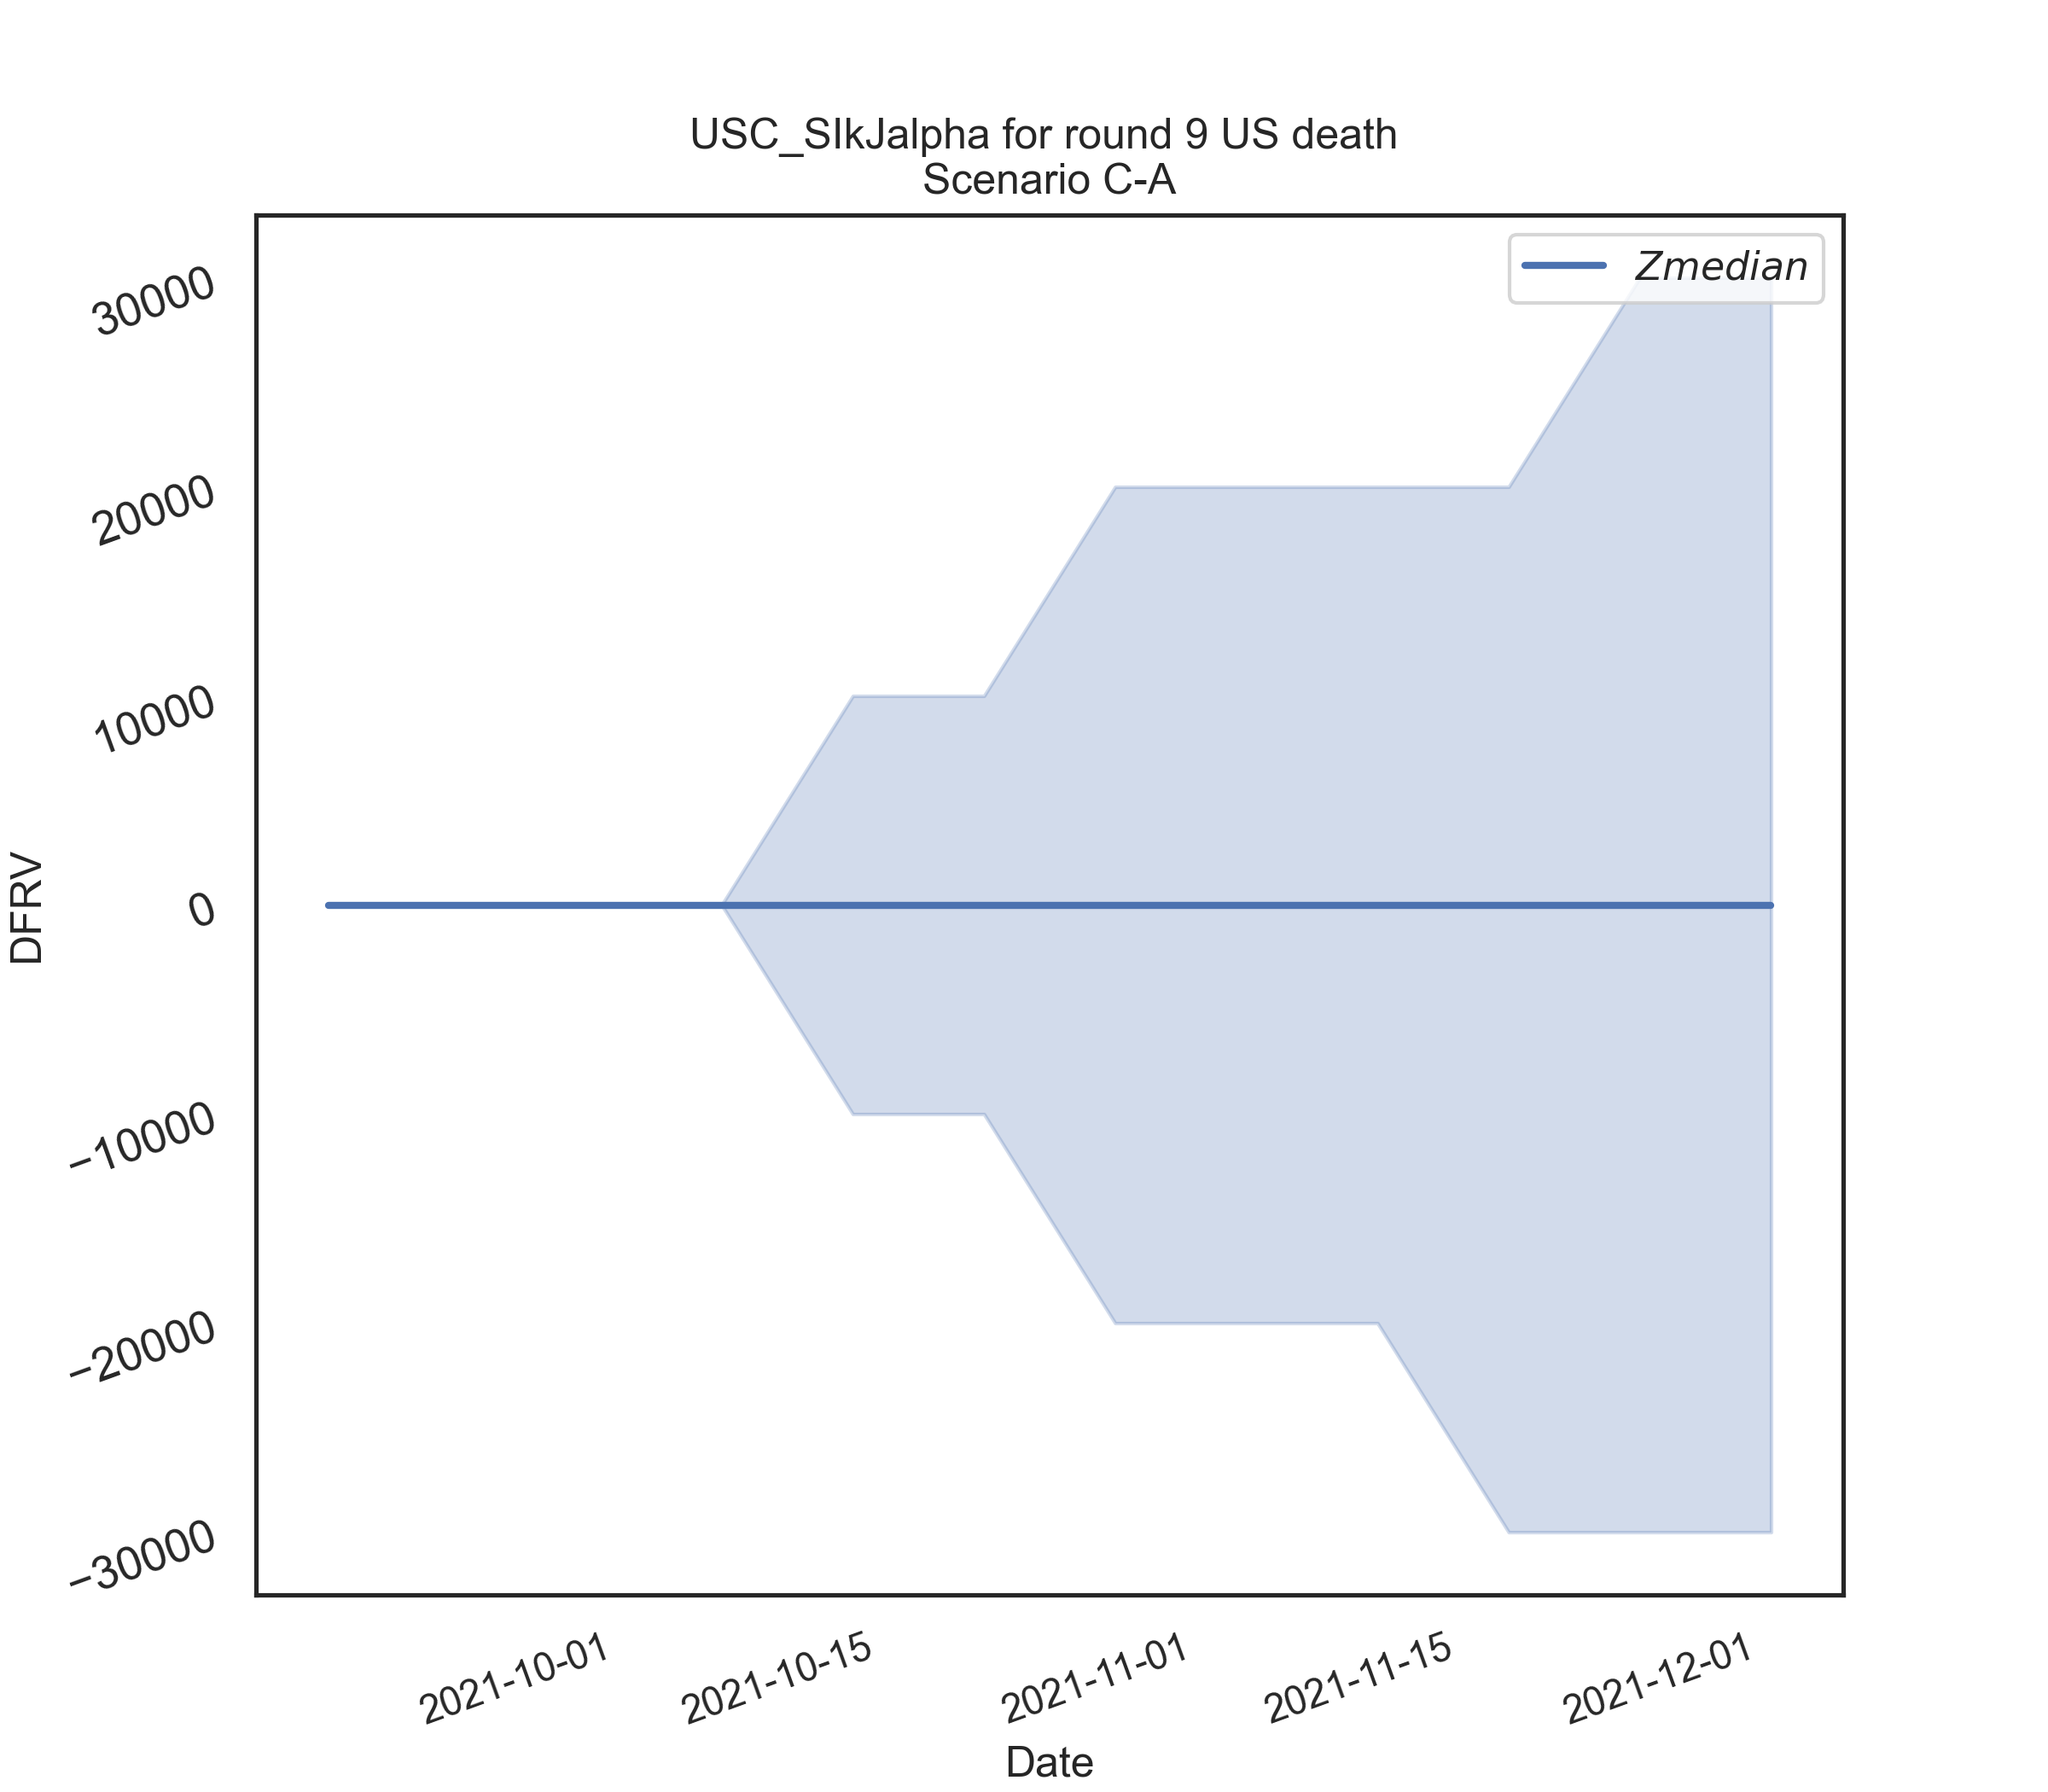 USC_SIkJalpha for round 9 US death
Scenario C-A
Zmedian
30000
20000
10000
0
−10000
−20000
−30000
DFRV
2021-10-01
2021-10-15
2021-11-01
2021-11-15
2021-12-01
Date